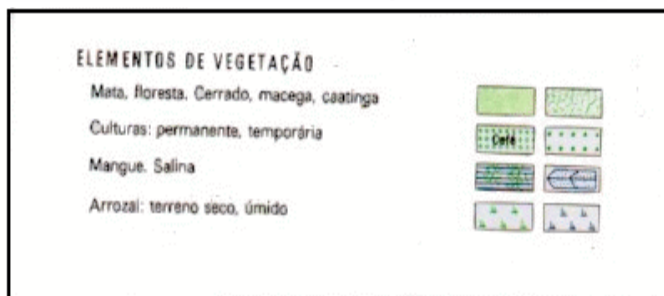 ELEMENTOS DE VEGETAÇÃO
Mata, floresta. Cerrado, macega, caatinga
Culturas: permanente, temporária
Café
Mangue. Salina
Arrozal: terreno seco, úmido